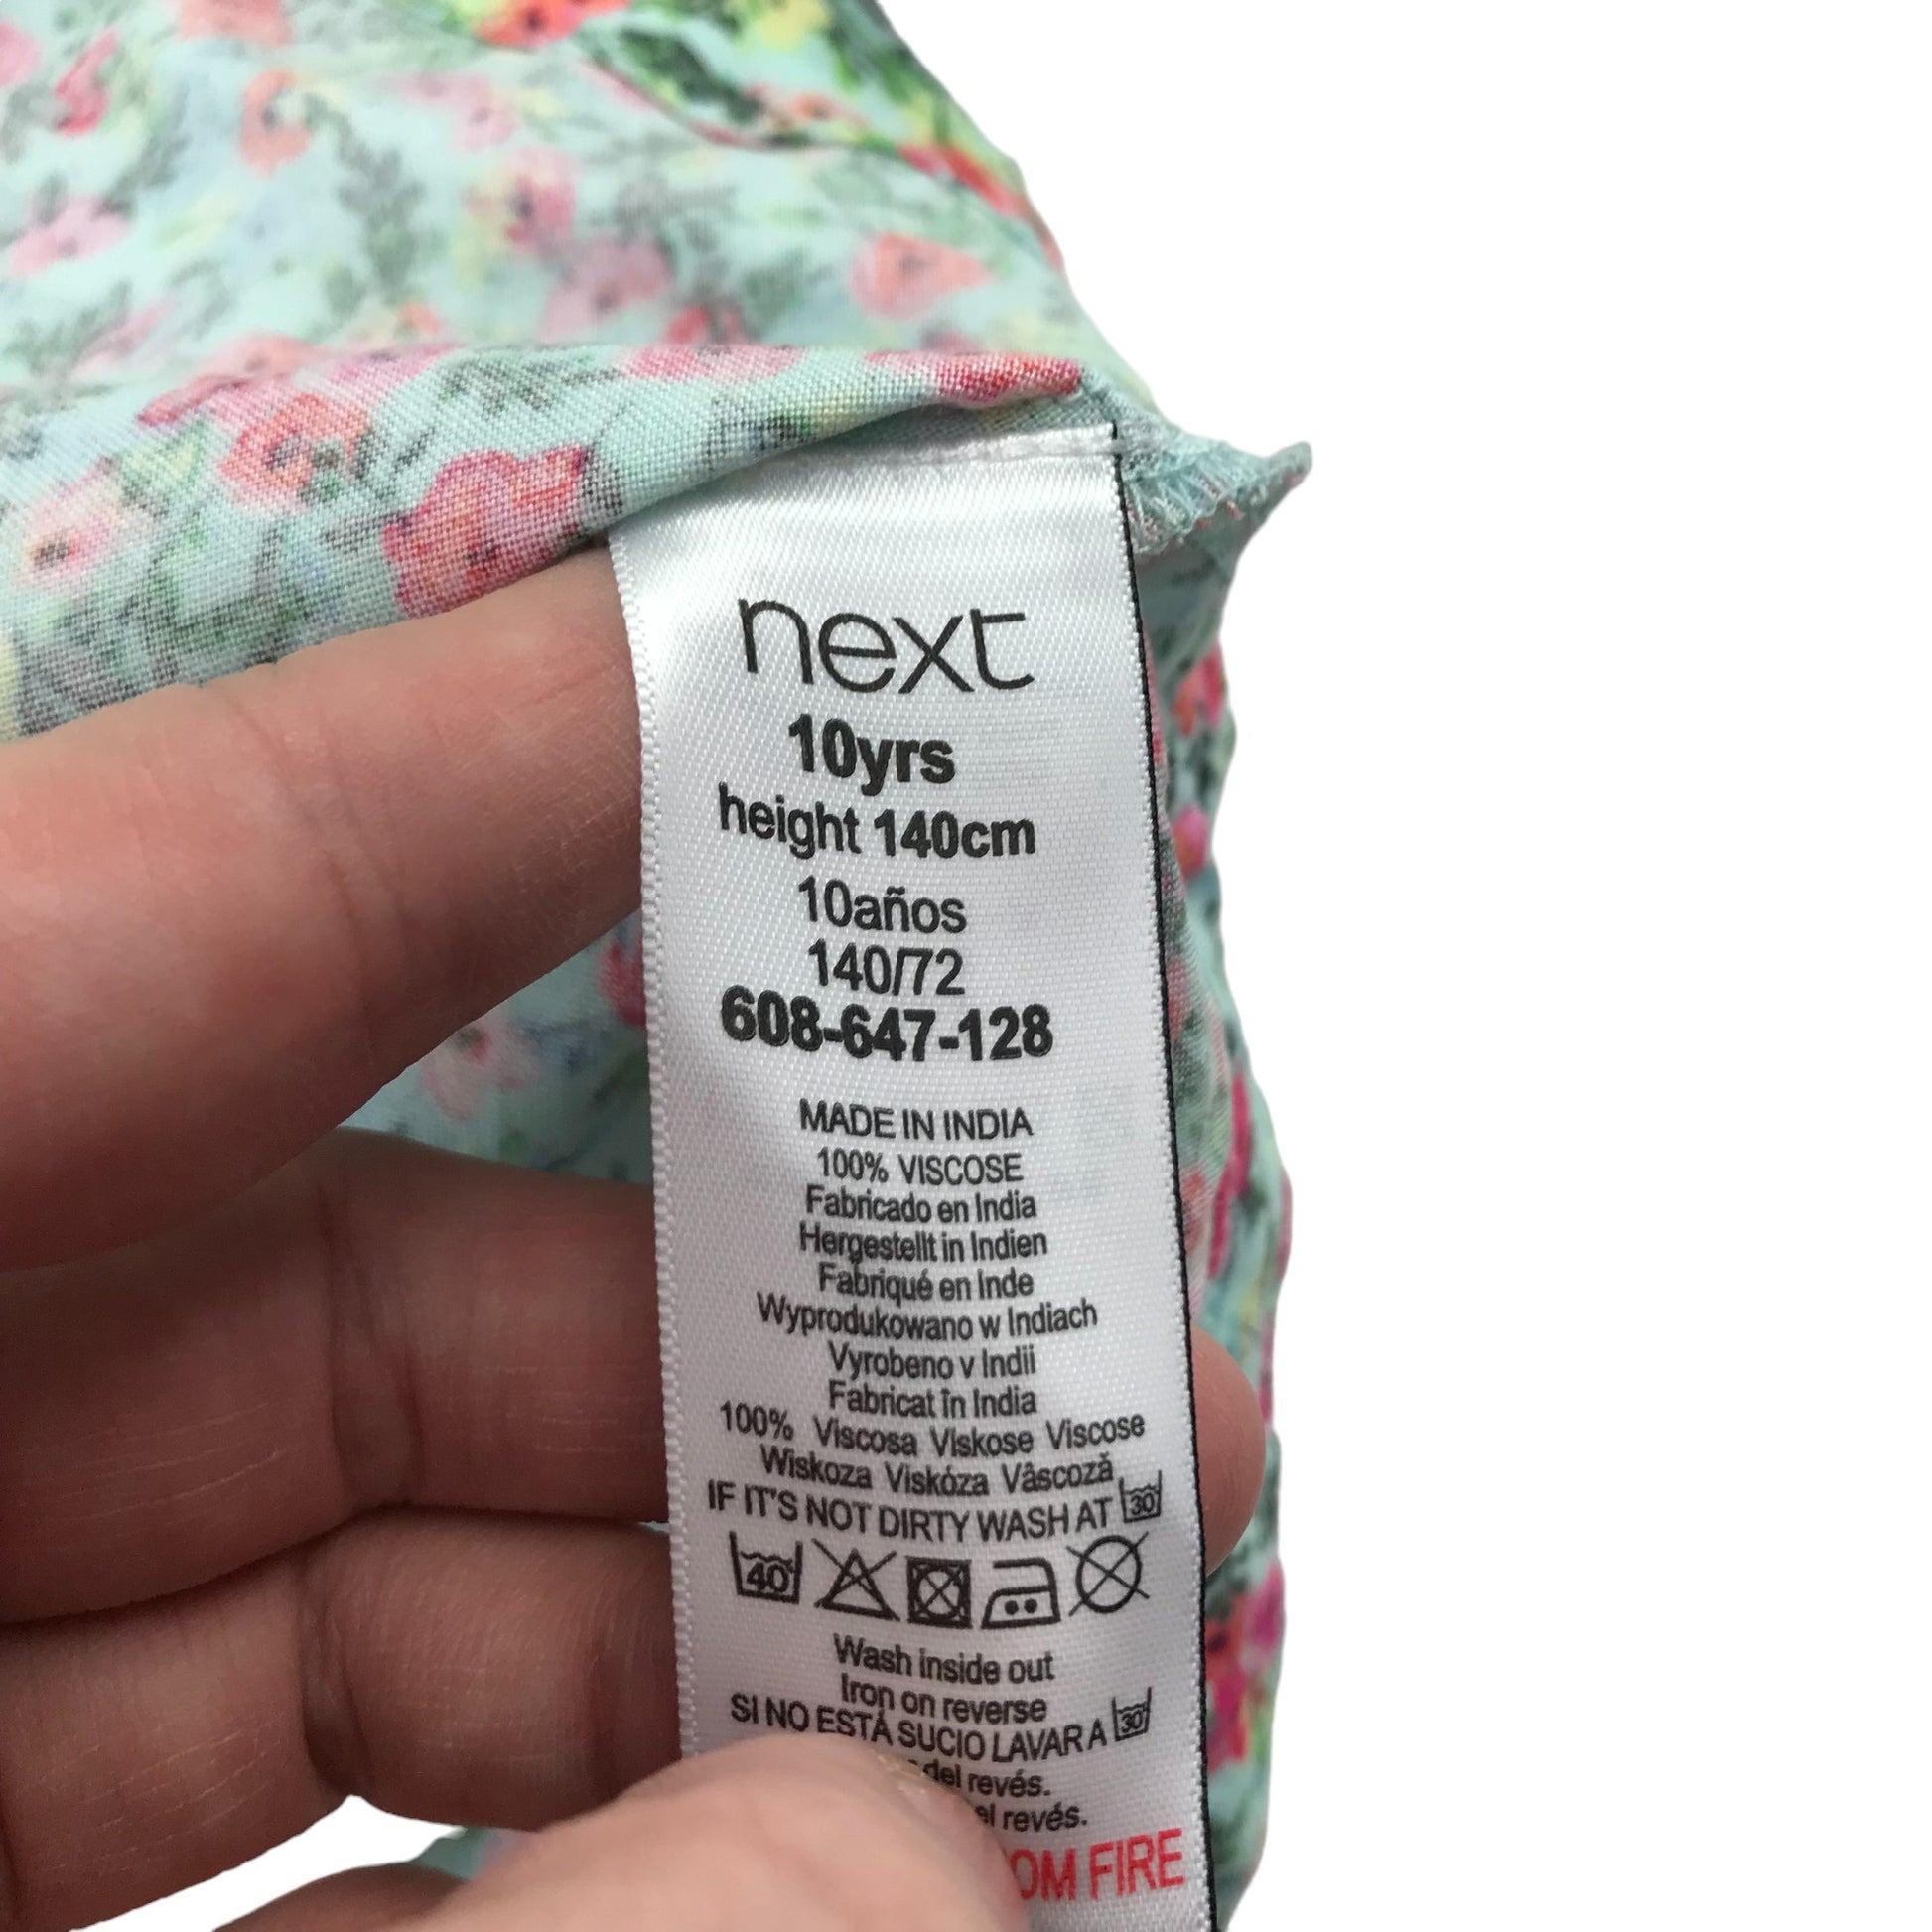 next
10yrs
height 140cm
10años
140/72
608-647-128
MADE IN INDIA
100% VISCOSE
Fabricado en India
Hergestellt in Indien
Fabriqué en Inde
Wyprodukowano w Indiach
Vyrobeno v Indii
Fabricat în India
100% Viscosa Viskose Viscose
Wiskoza Viskóza Vâscoză
IF IT'S NOT DIRTY WASH AT 30
40
Wash inside out
Iron on reverse
SI NO ESTÁ SUCIO LAVAR A 30
del revés.
el revés.
FIRE